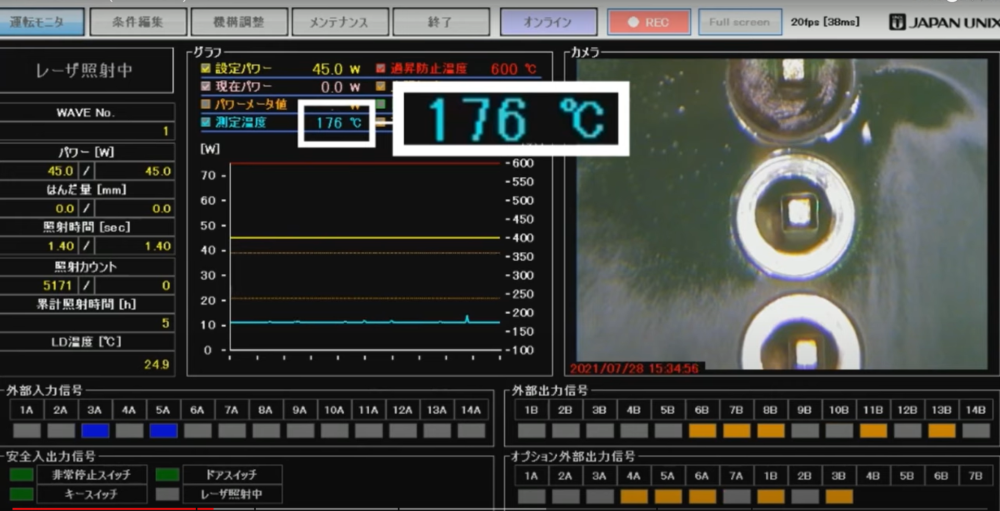 運転モニタ 条件編集 機構調整 メンテナンス 終了 オンライン REC Full screen 20fps [38ms] JAPAN UNIX
レーザ照射中
WAVE No.
1
パワー [W]
45.0 / 45.0
はんだ量 [mm]
0.0 / 0.0
照射時間 [sec]
1.40 / 1.40
照射カウント
5171 / 0
累計照射時間 [h]
5
LD温度 [℃]
24.9
グラフ
設定パワー 45.0 W 過昇防止温度 600 ℃
現在パワー 0.0 W
パワーメータ値 W
測定温度 176 ℃
176 ℃
[W]
70 60 50 40 30 20 10 0
600 550 500 450 400 350 300 250 200 150 100
カメラ
2021/07/28 15:34:56
外部入力信号
1A 2A 3A 4A 5A 6A 7A 8A 9A 10A 11A 12A 13A 14A
外部出力信号
1B 2B 3B 4B 5B 6B 7B 8B 9B 10B 11B 12B 13B 14B
安全入出力信号
非常停止スイッチ ドアスイッチ
キースイッチ レーザ照射中
オプション外部出力信号
1A 2A 3A 4A 5A 6A 7A 1B 2B 3B 4B 5B 6B 7B